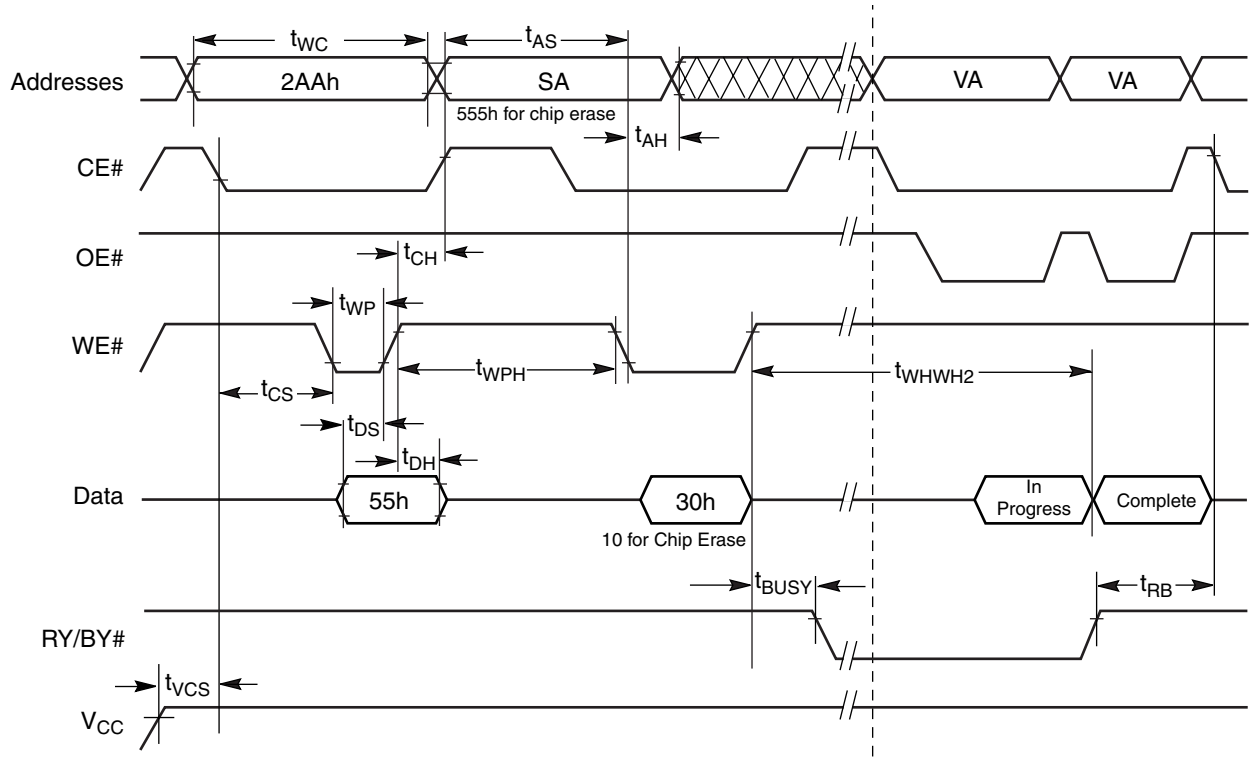 tWC
tAS
Addresses
2AAh
SA
VA
VA
555h for chip erase
tAH
CE#
OE#
tCH
tWP
WE#
tWPH
tWHWH2
tCS
tDS
tDH
Data
55h
30h
In
Progress
Complete
10 for Chip Erase
tBUSY
tRB
RY/BY#
tVCS
VCC